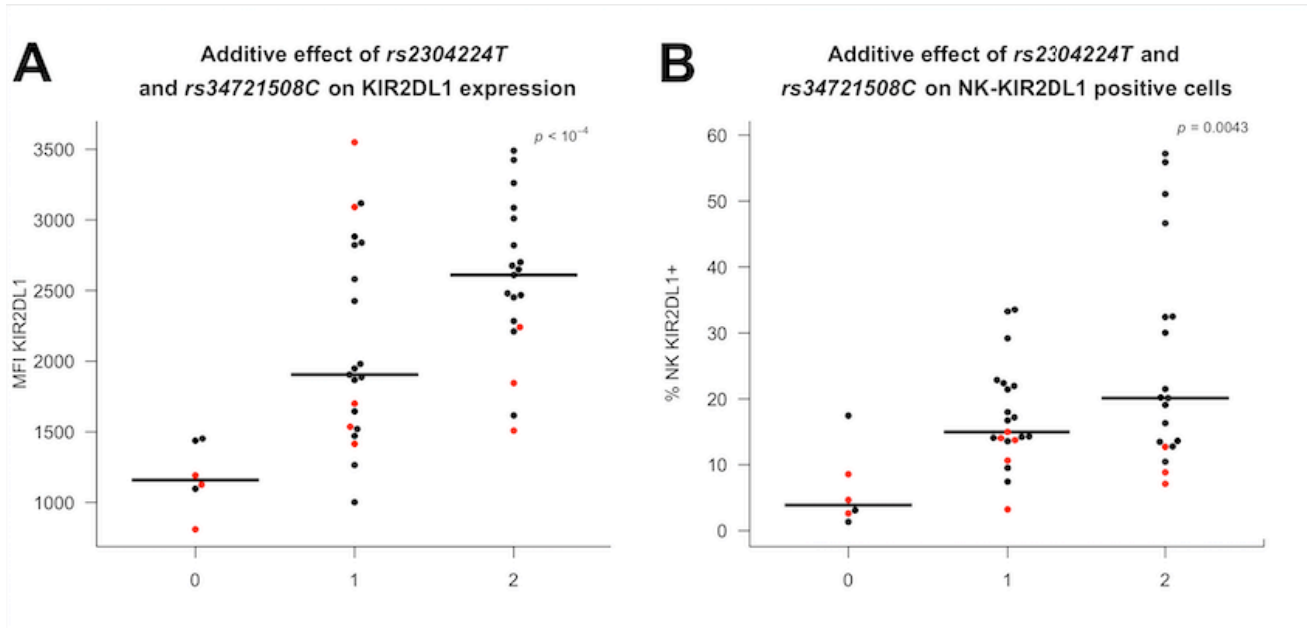 A
Additive effect of rs2304224T
and rs34721508C on KIR2DL1 expression
p < 10⁻⁴
MFI KIR2DL1
3500
3000
2500
2000
1500
1000
0 1 2
B
Additive effect of rs2304224T and
rs34721508C on NK-KIR2DL1 positive cells
p = 0.0043
% NK KIR2DL1+
60
50
40
30
20
10
0
0 1 2